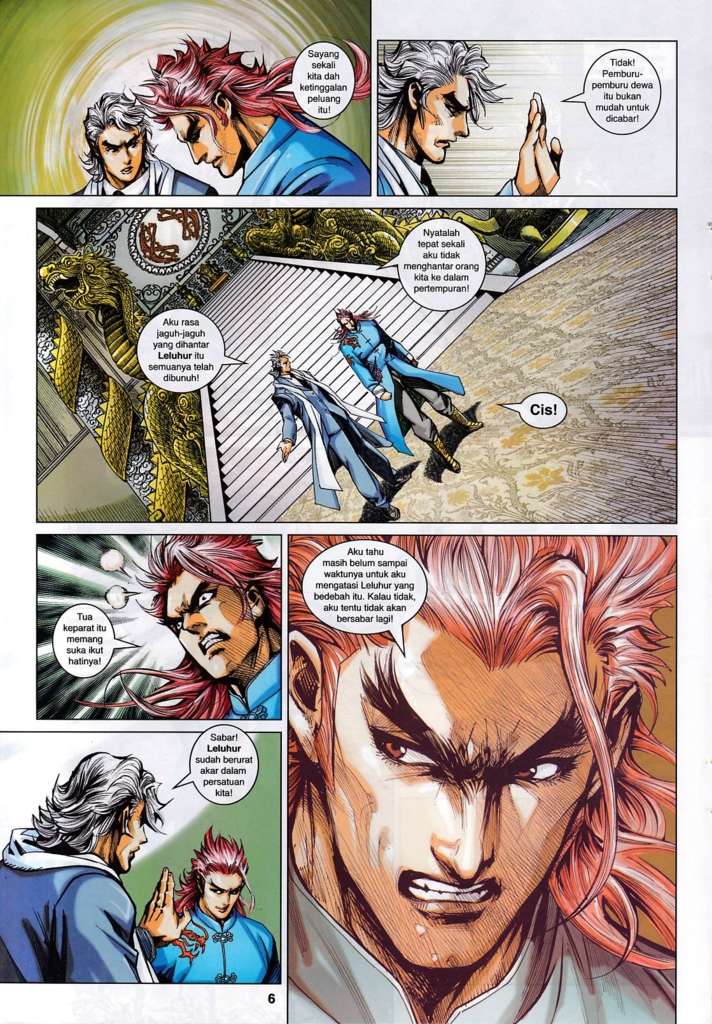 Sayang
sekali
kita dah
ketinggalan
peluang
itu!
Tidak!
Pemburu-
pemburu dewa
itu bukan
mudah untuk
dicabar!
Nyatalah
tepat sekali
aku tidak
menghantar orang
kita ke dalam
pertempuran!
Aku rasa
jaguh-jaguh
yang dihantar
Leluhur itu
semuanya telah
dibunuh!
Cis!
Tua
keparat itu
memang
suka ikut
hatinya!
Aku tahu
masih belum sampai
waktunya untuk aku
mengatasi Leluhur yang
bedebah itu. Kalau tidak,
aku tentu tidak akan
bersabar lagi!
Sabar!
Leluhur
sudah berurat
akar dalam
persatuan
kita!
6